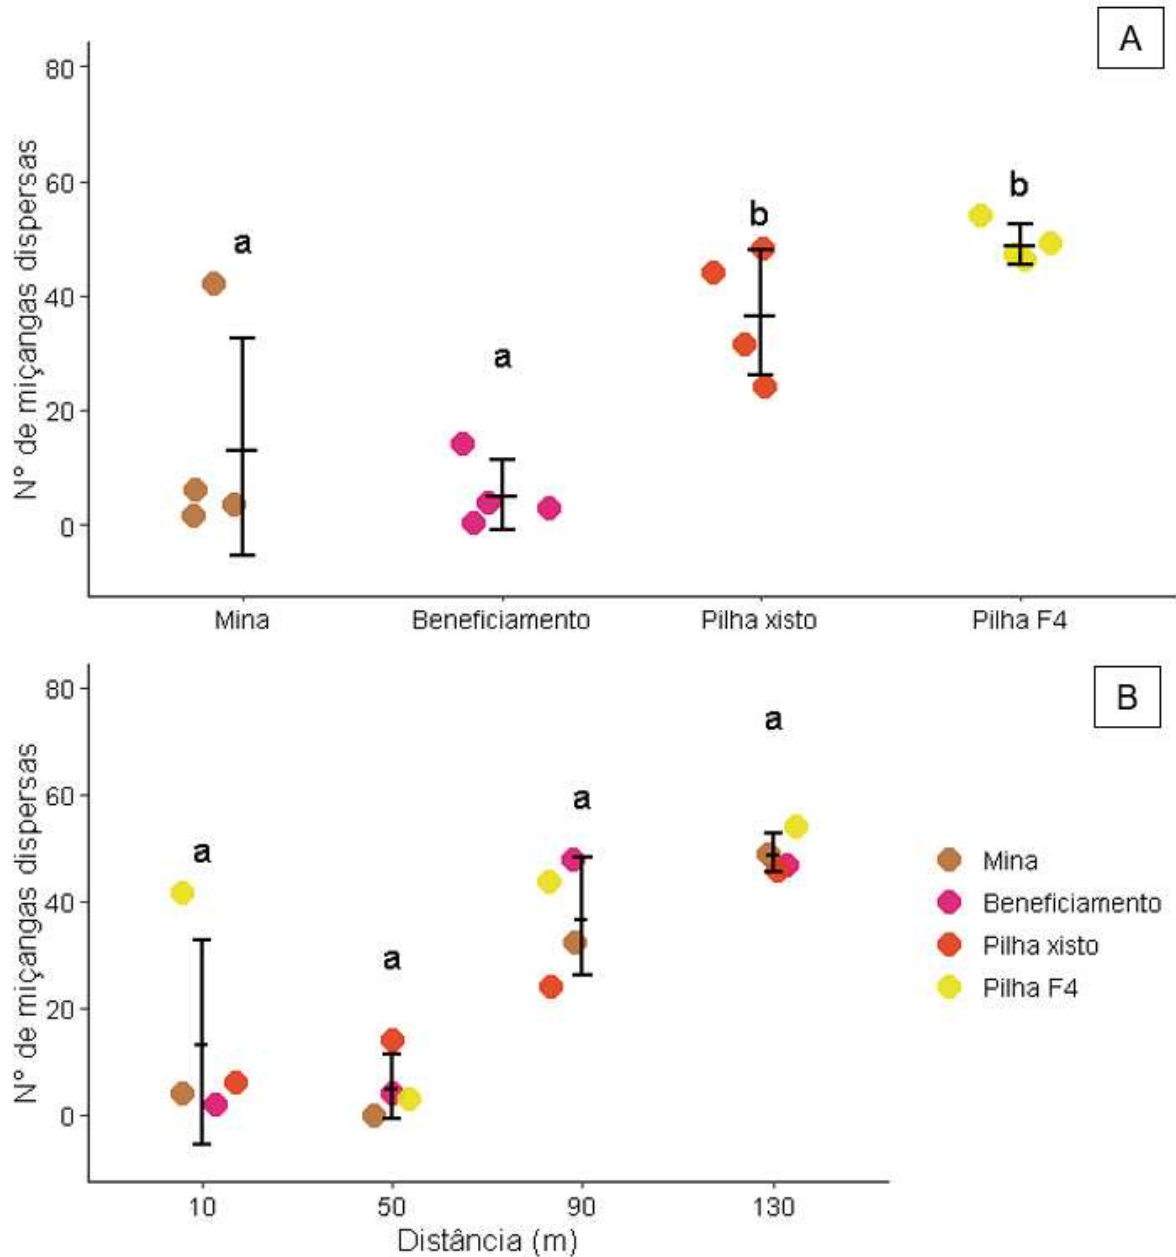 A
N° de miçangas dispersas
80
60
40
20
0
a
a
b
b
Mina Beneficiamento Pilha xisto Pilha F4
B
N° de miçangas dispersas
80
60
40
20
0
a
a
a
a
10 50 90 130
Distância (m)
Mina
Beneficiamento
Pilha xisto
Pilha F4